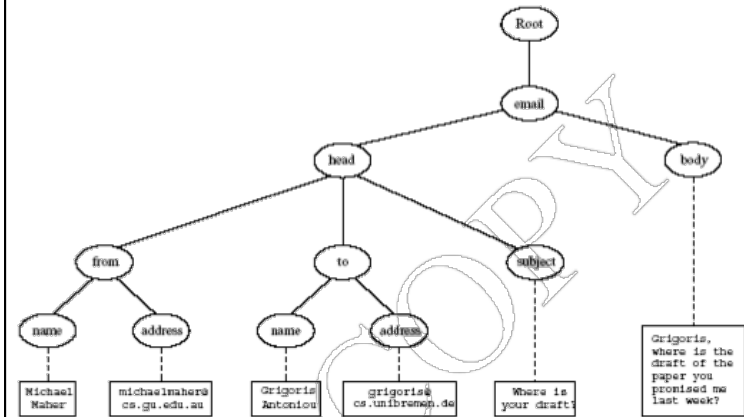 Root
email
head
body
from
to
subject
name
address
name
address
Michael
Maher
michaelmaher@
cs.gu.edu.au
Grigoris
Antoniou
grigoris@
cs.unibremen.de
Where is
your draft?
Grigoris,
where is the
draft of the
paper you
promised me
last week?
COPY